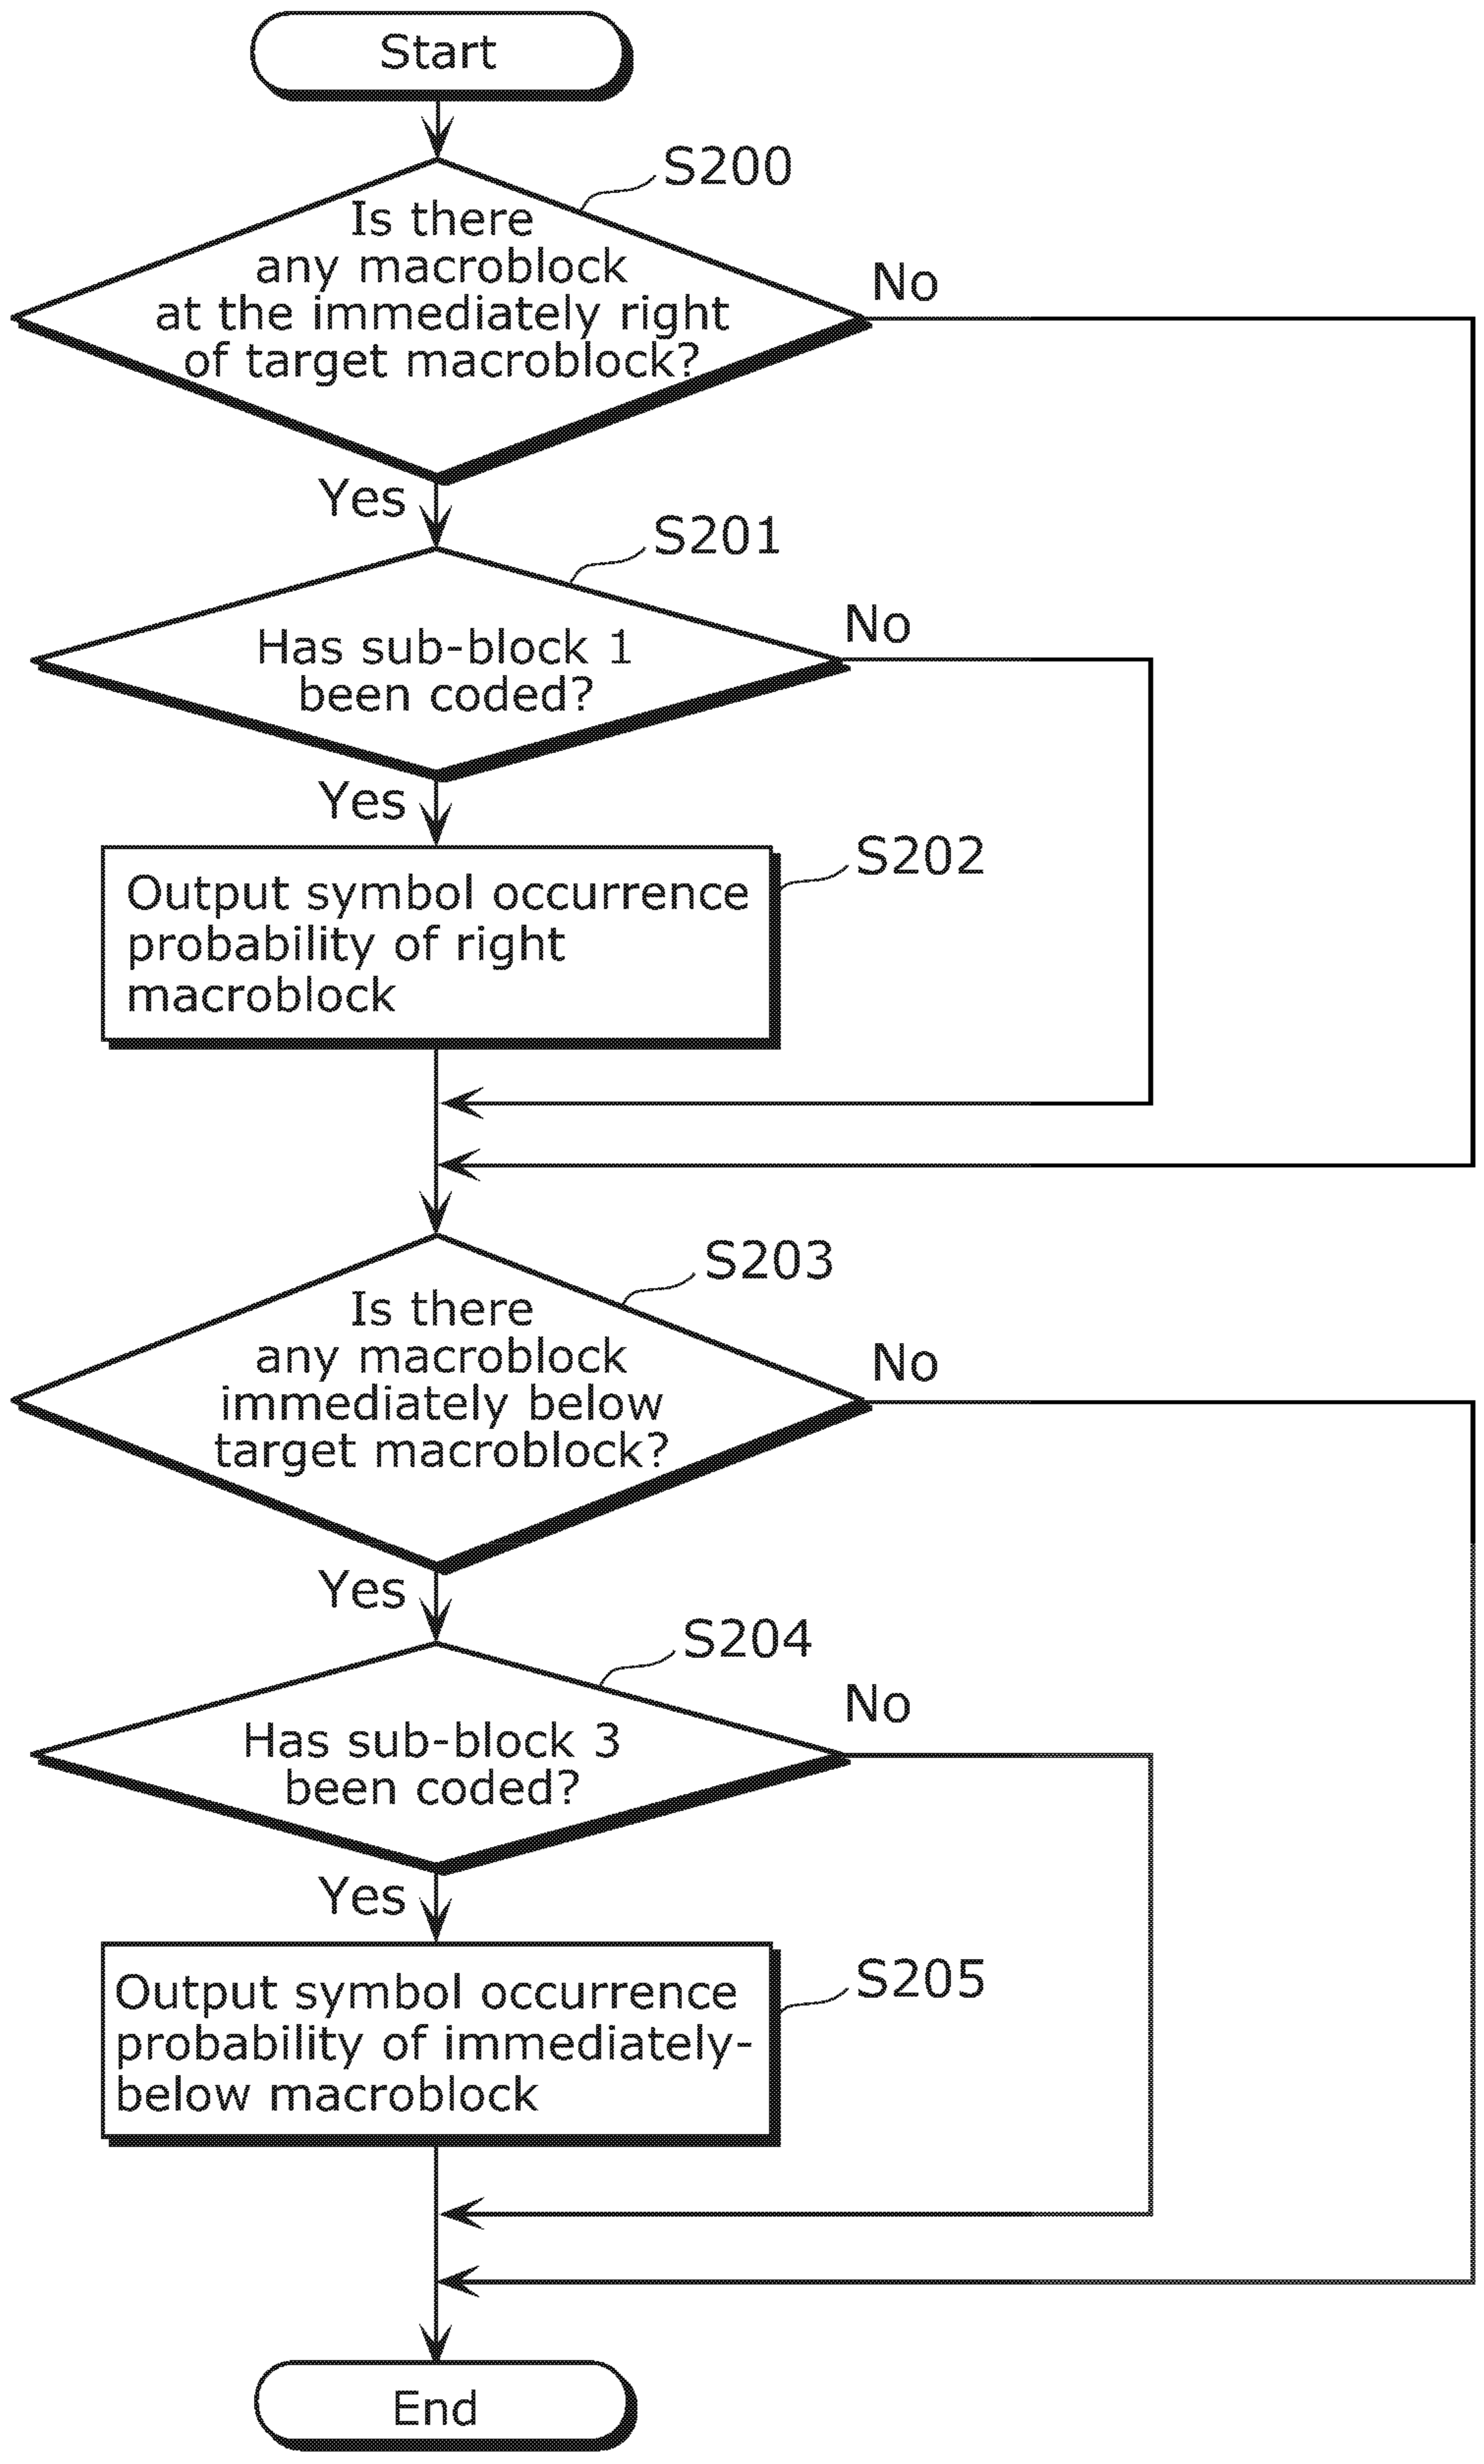 Start
S200
Is there
any macroblock
at the immediately right
of target macroblock?
No
Yes
S201
Has sub-block 1
been coded?
No
Yes
S202
Output symbol occurrence
probability of right
macroblock
S203
Is there
any macroblock
immediately below
target macroblock?
No
Yes
S204
Has sub-block 3
been coded?
No
Yes
S205
Output symbol occurrence
probability of immediately-
below macroblock
End